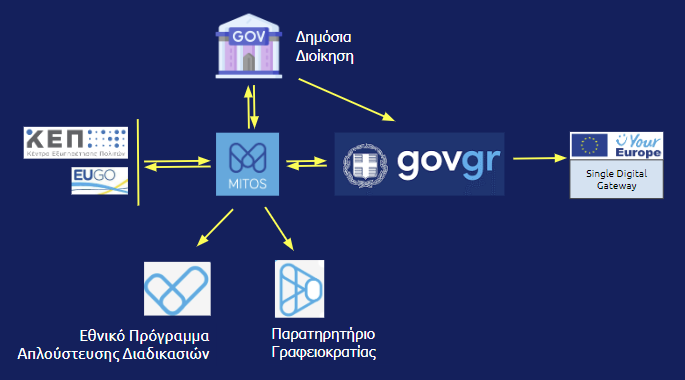 GOV
Δημόσια
Διοίκηση
ΚΕΠ
Κέντρα Εξυπηρέτησης Πολιτών
EUGO
MITOS
govgr
Your
Europe
Single Digital
Gateway
Εθνικό Πρόγραμμα
Απλούστευσης Διαδικασιών
Παρατηρητήριο
Γραφειοκρατίας